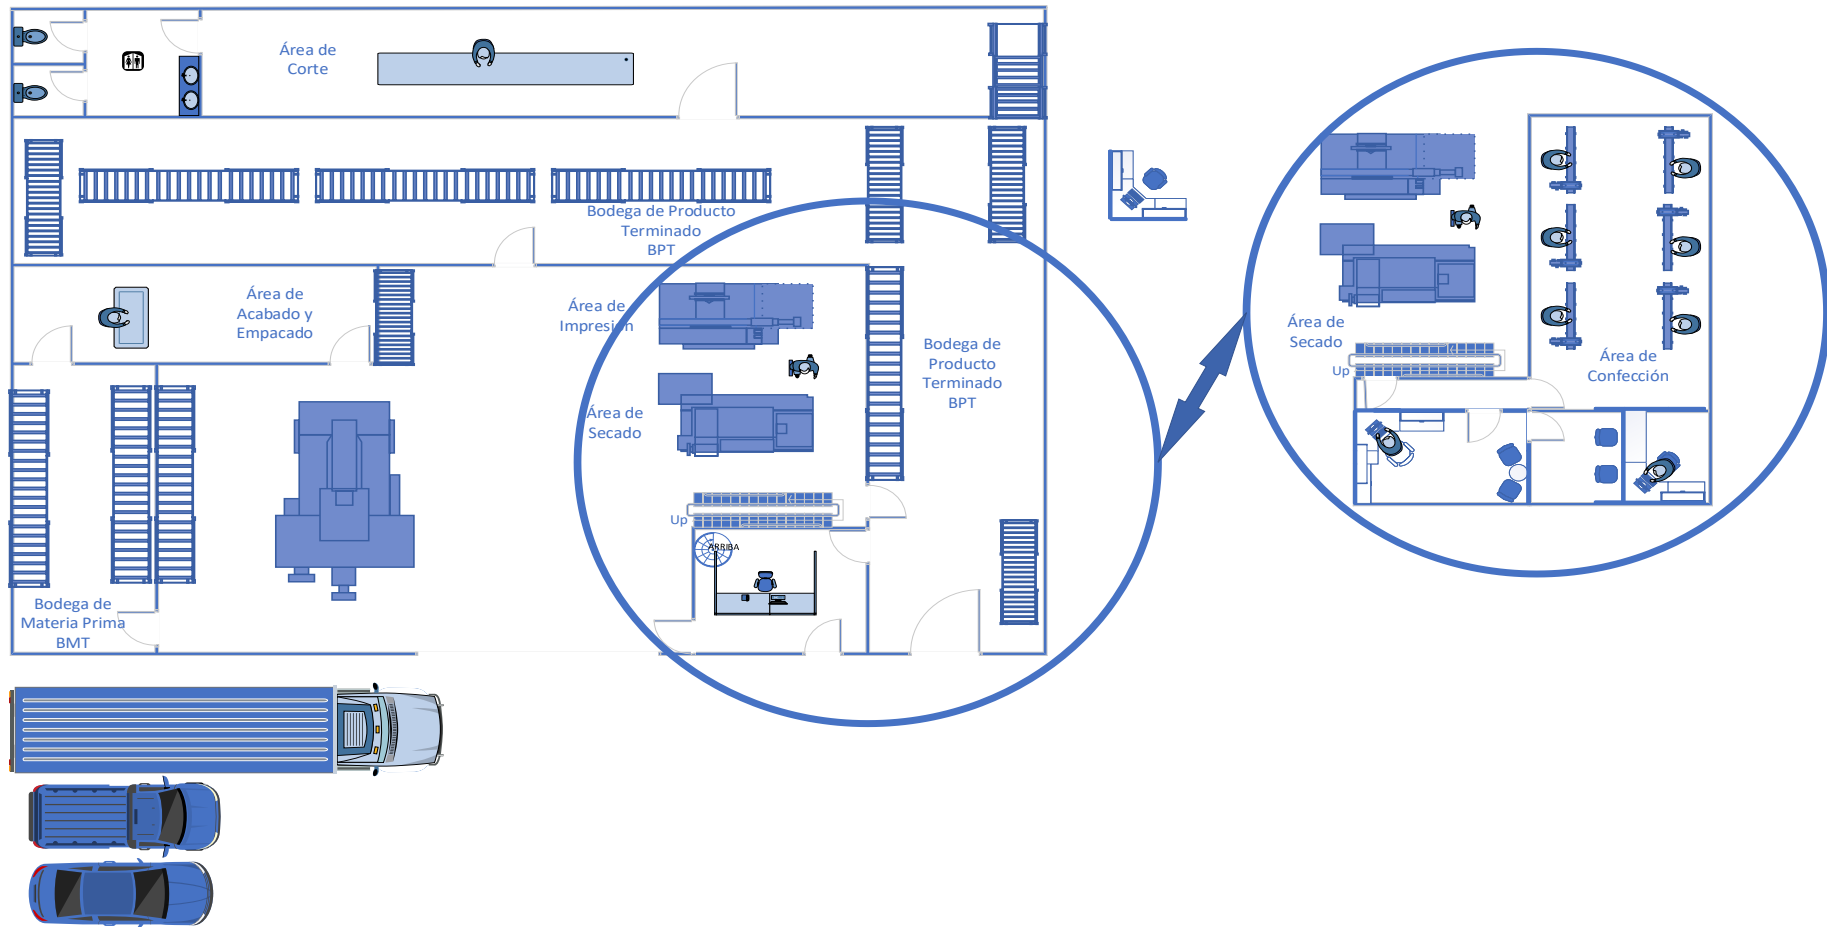 Área de
Corte
Bodega de Producto
Terminado
BPT
Área de
Acabado y
Empacado
Área de
Impresión
Bodega de
Producto
Terminado
BPT
Área de
Secado
Up
ARRIBA
Bodega de
Materia Prima
BMT
Área de
Secado
Up
Área de
Confección